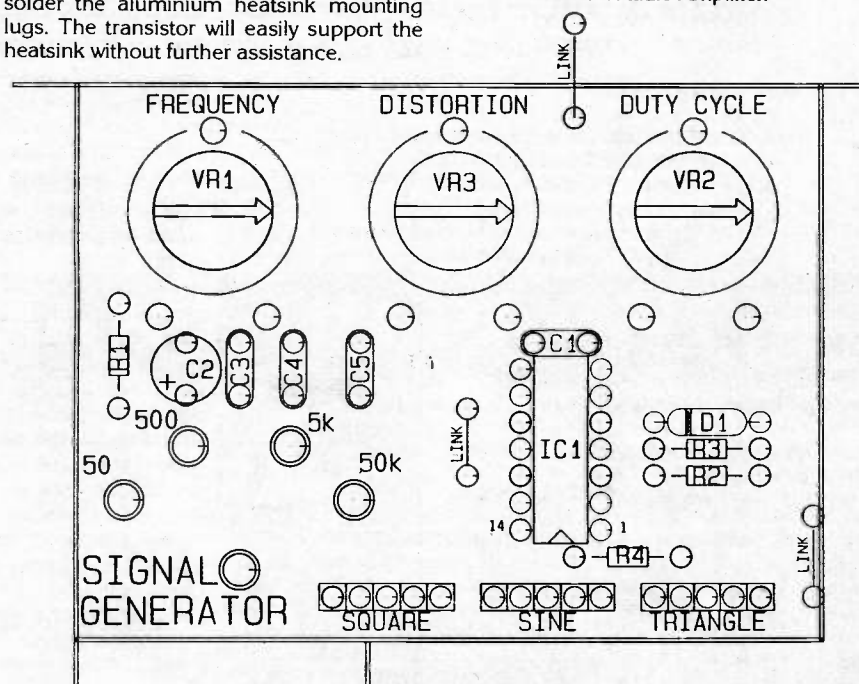 solder the aluminium heatsink mounting
lugs. The transistor will easily support the
heatsink without further assistance.
LINK
FREQUENCY DISTORTION DUTY CYCLE
VR1 VR3 VR2
R1 C2 C3 C4 C5 C1
+
500 5k
D1
LINK
IC1
R3
50 50k
R2
14 1
LINK
R4
SIGNAL
GENERATOR
SQUARE SINE TRIANGLE